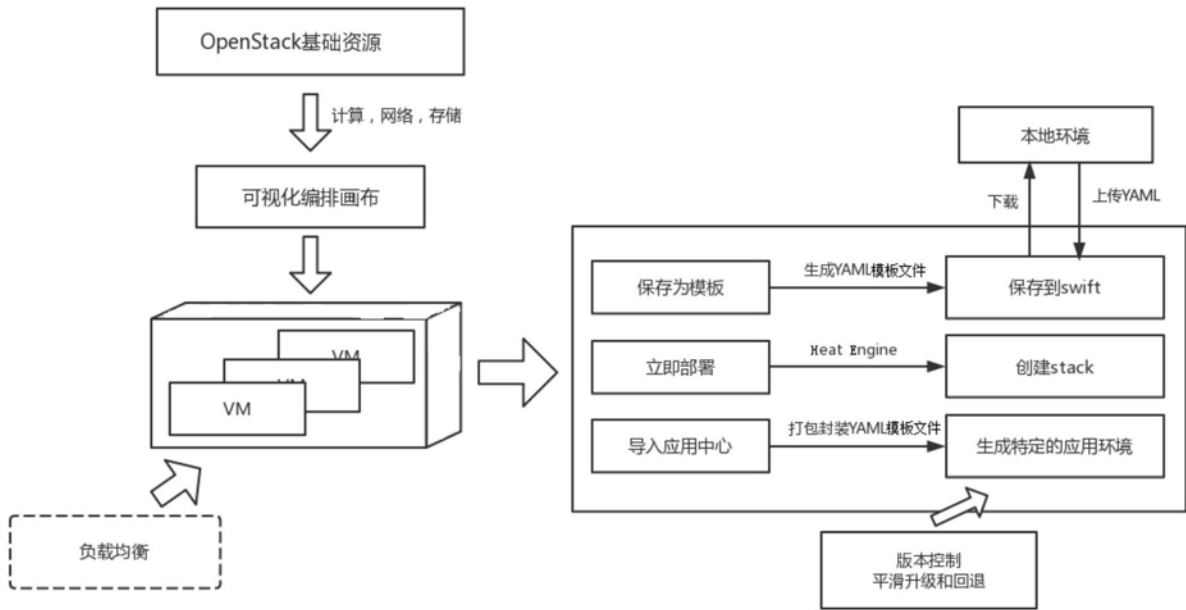 OpenStack基础资源
计算，网络，存储
可视化编排画布
VM
VM
VM
负载均衡
本地环境
下载
上传YAML
保存为模板
生成YAML模板文件
保存到swift
立即部署
Heat Engine
创建stack
导入应用中心
打包封装YAML模板文件
生成特定的应用环境
版本控制
平滑升级和回退